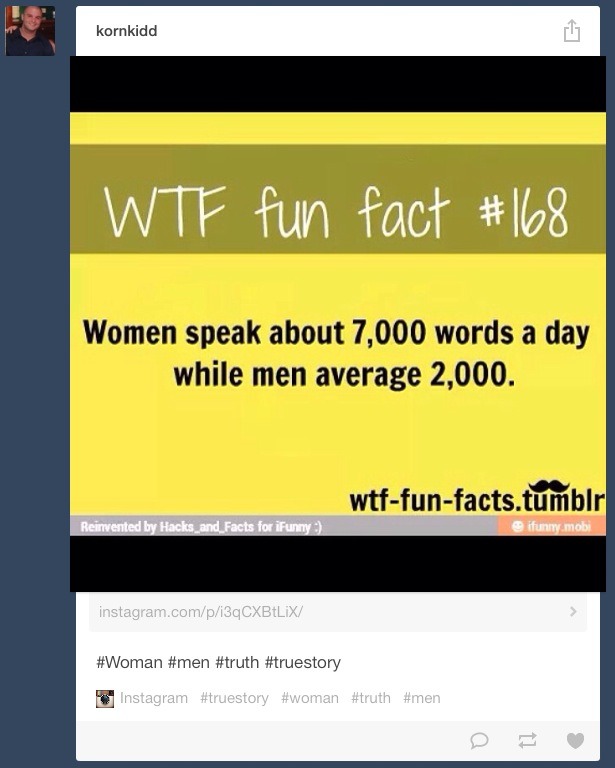 kornkidd
WTF fun fact #168
Women speak about 7,000 words a day
while men average 2,000.
wtf-fun-facts.tumblr
Reinvented by Hacks_and_Facts for iFunny :)
ifunny.mobi
instagram.com/p/i3qCXBtLiX/
#Woman #men #truth #truestory
Instagram #truestory #woman #truth #men